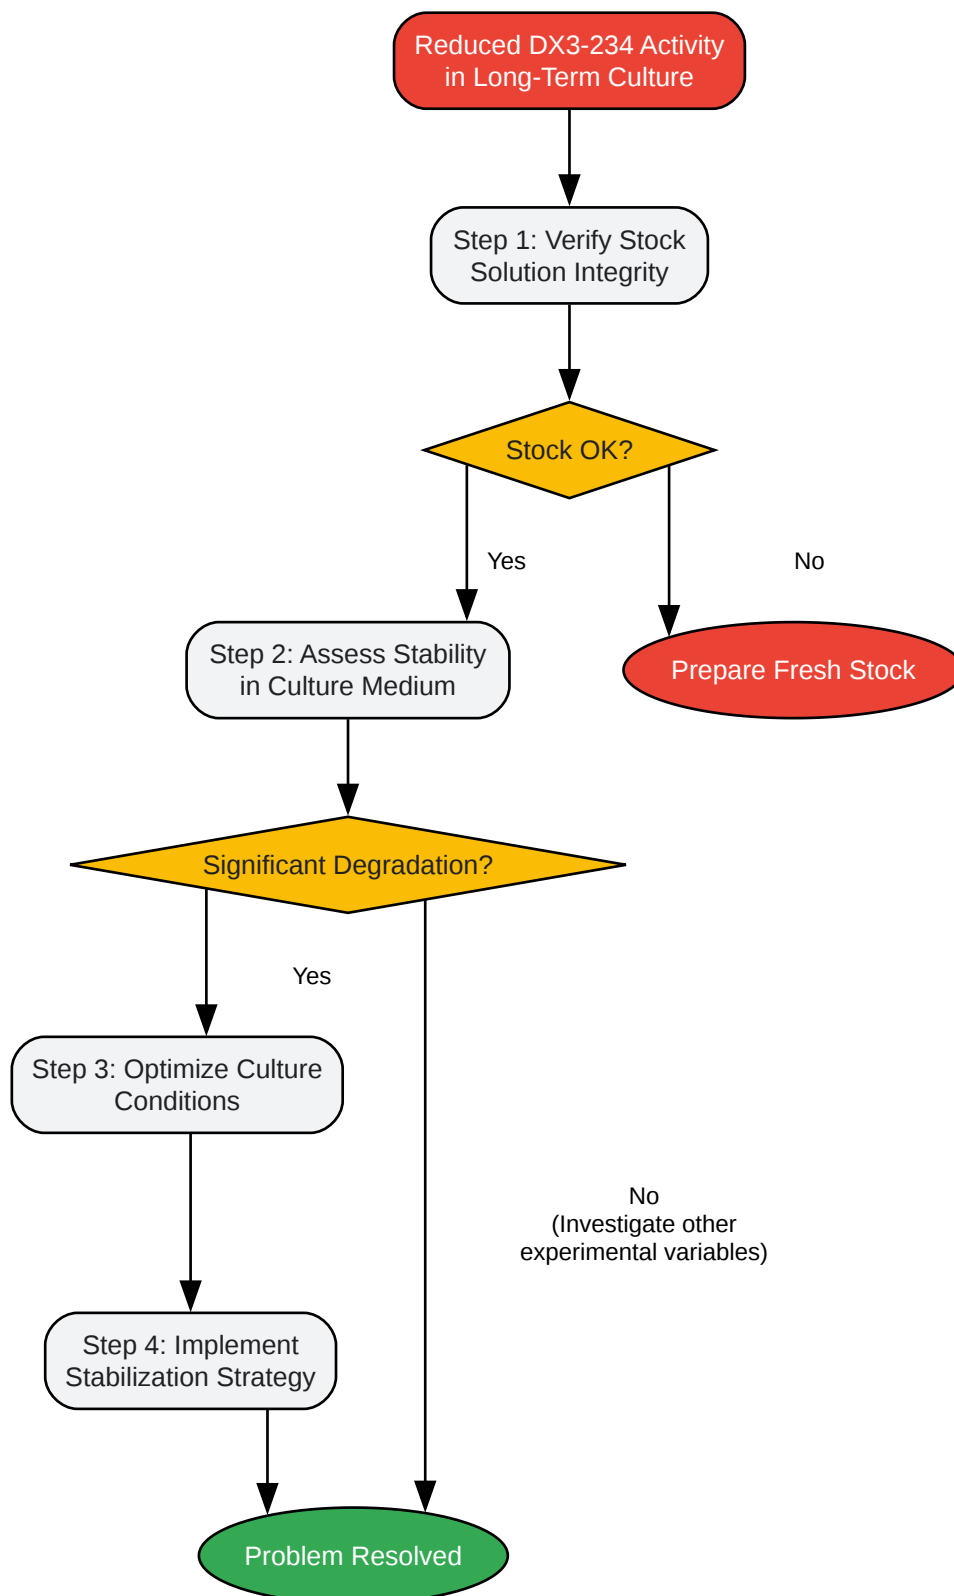 Reduced DX3-234 Activity
in Long-Term Culture
Step 1: Verify Stock
Solution Integrity
Stock OK?
Yes
No
Step 2: Assess Stability
in Culture Medium
Prepare Fresh Stock
Significant Degradation?
Yes
Step 3: Optimize Culture
Conditions
No
(Investigate other
experimental variables)
Step 4: Implement
Stabilization Strategy
Problem Resolved